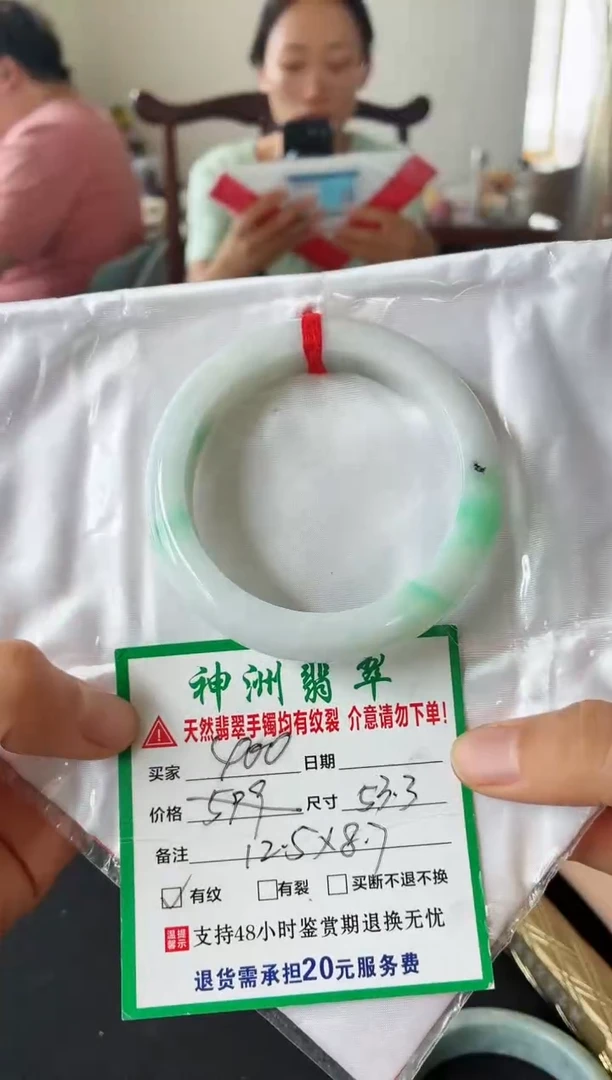 神洲翡翠
天然翡翠手镯均有纹裂 介意请勿下单!
买家 400 日期
价格 599 尺寸 53.3
备注 12.5×8.7
有纹 有裂 买断不退不换
温馨提示 支持48小时鉴赏期退换无忧
退货需承担20元服务费